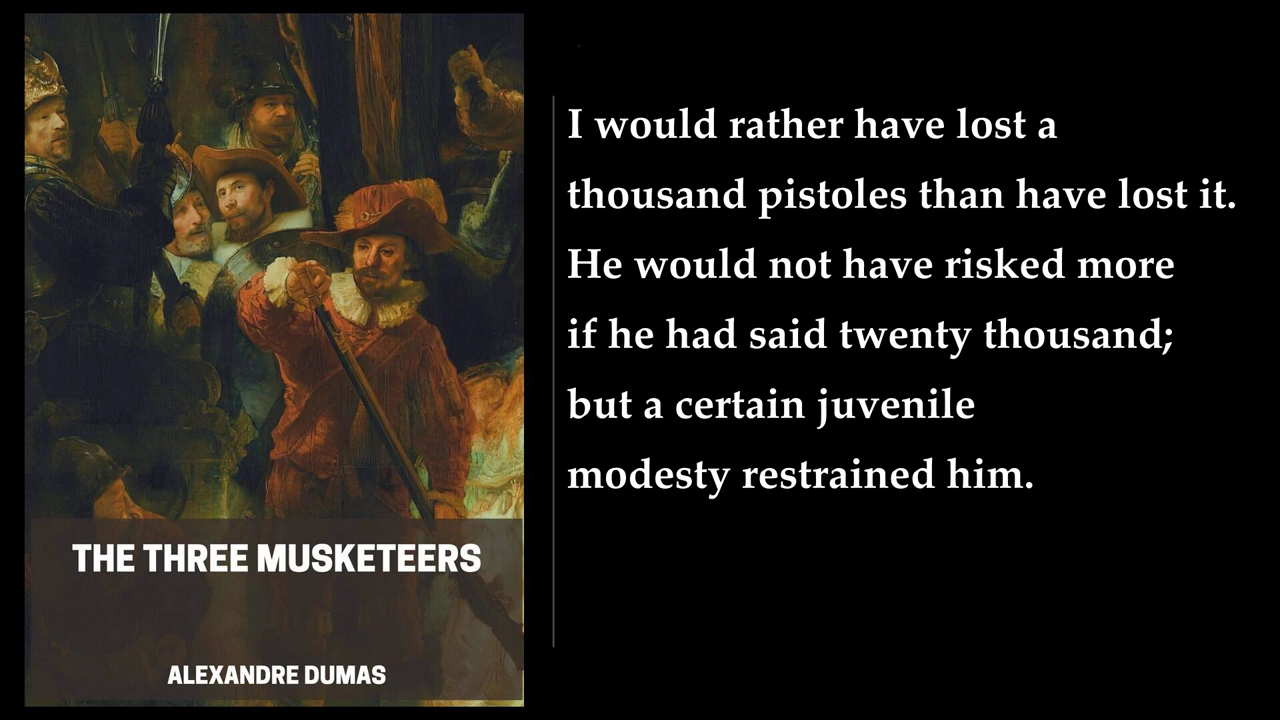 THE THREE MUSKETEERS
ALEXANDRE DUMAS
I would rather have lost a
thousand pistoles than have lost it.
He would not have risked more
if he had said twenty thousand;
but a certain juvenile
modesty restrained him.